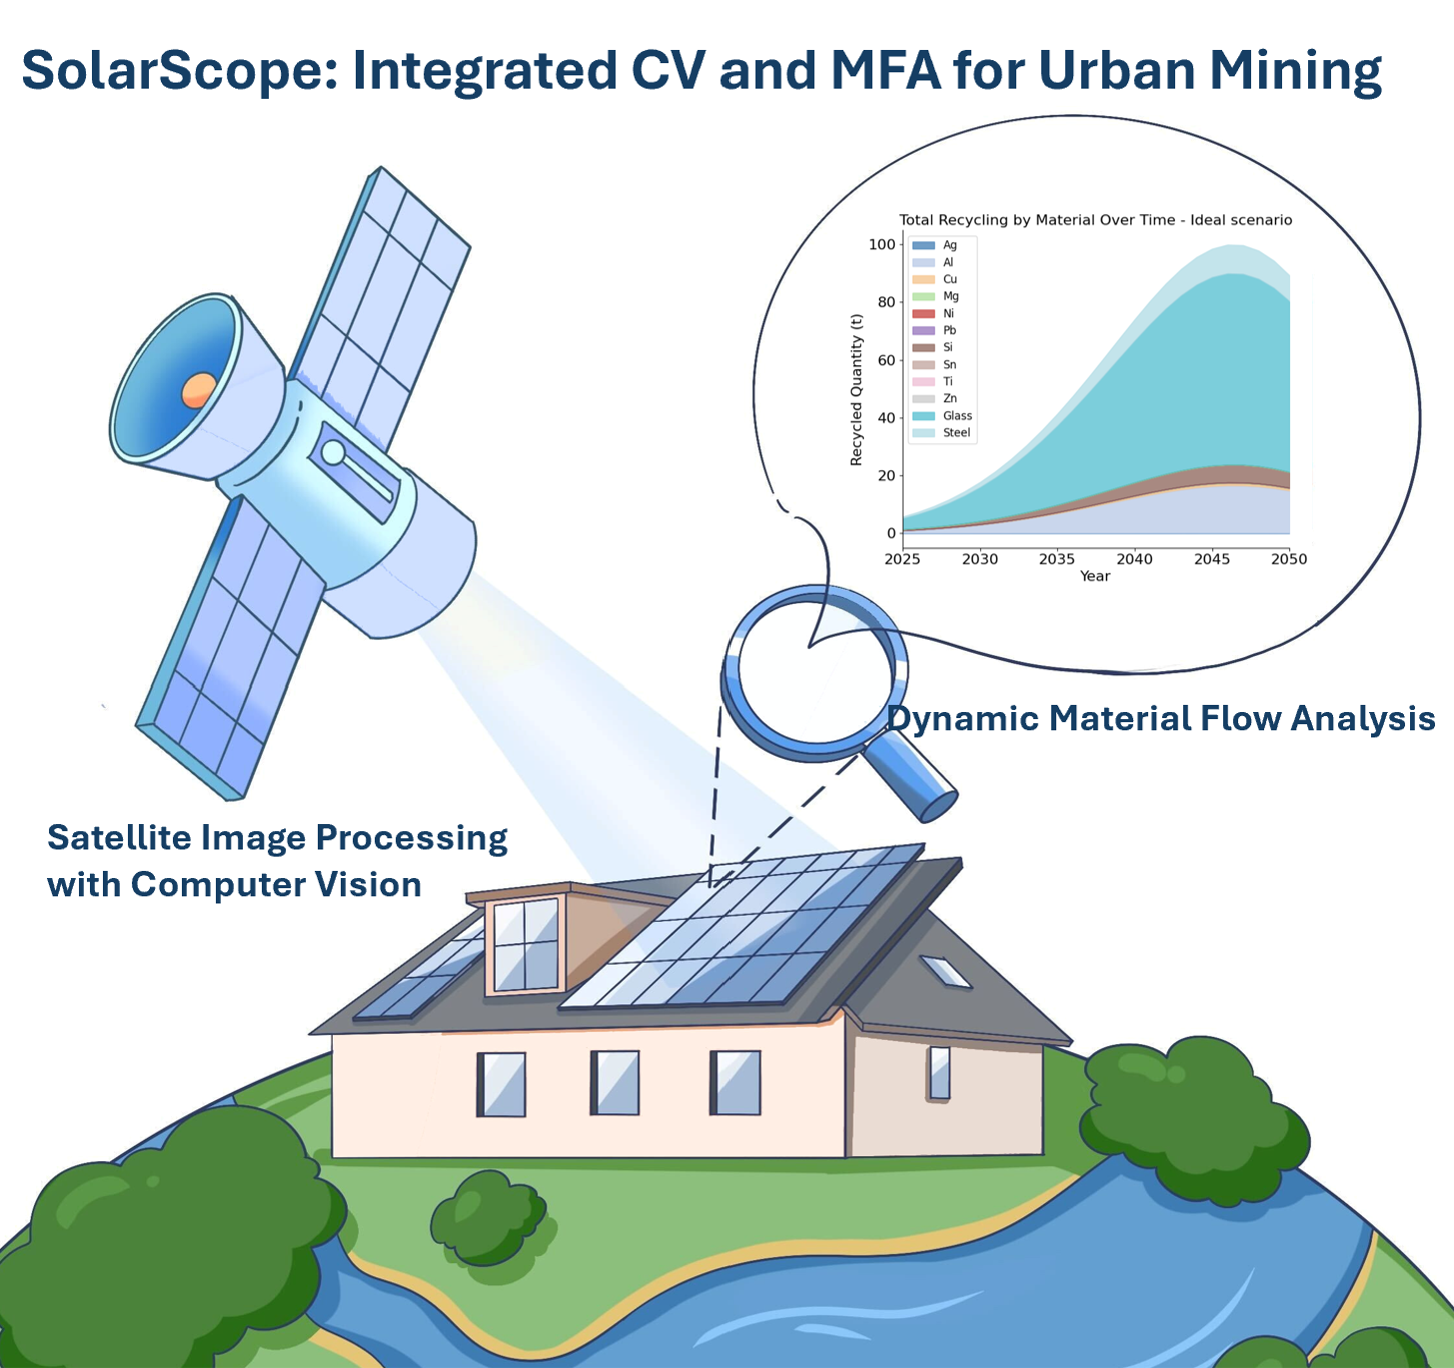 SolarScope: Integrated CV and MFA for Urban Mining
Total Recycling by Material Over Time - Ideal scenario
Recycled Quantity (t)
100
80
60
40
20
0
Ag
Al
Cu
Mg
Ni
Pb
Si
Sn
Ti
Zn
Glass
Steel
2025 2030 2035 2040 2045 2050
Year
Dynamic Material Flow Analysis
Satellite Image Processing
with Computer Vision